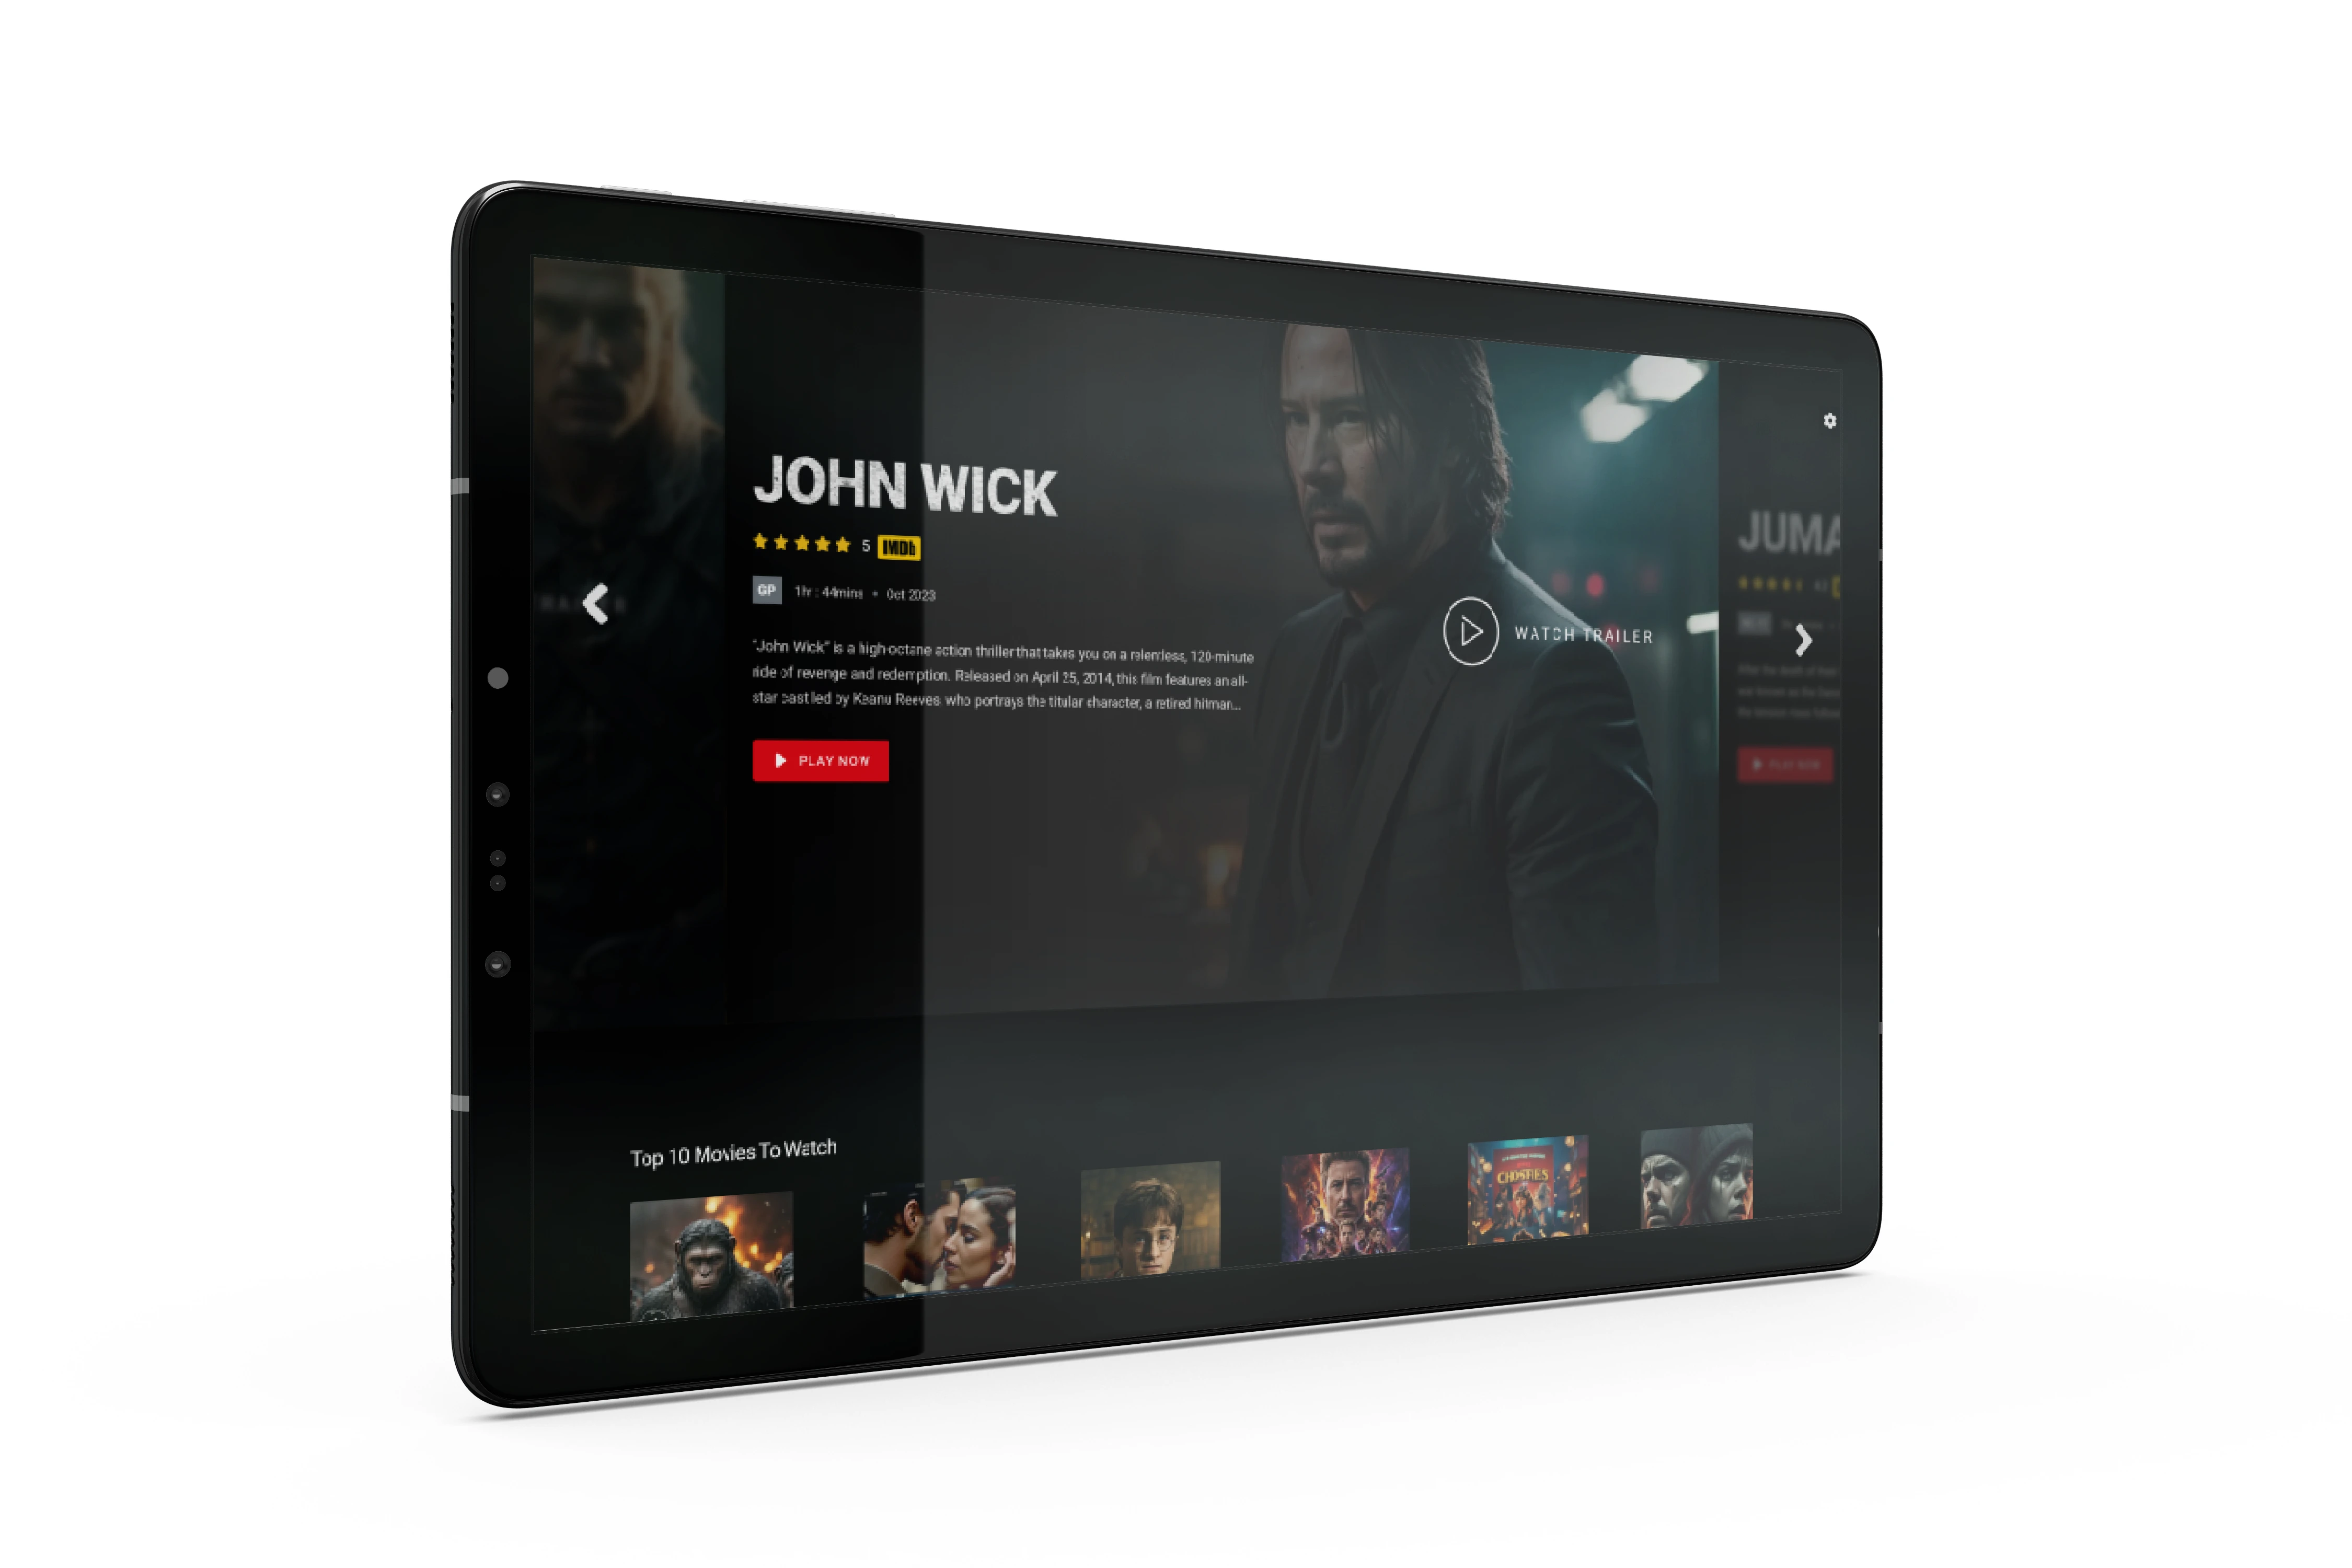 JOHN WICK
5 IMDb
GP 1hr : 44mins • Oct 2023
"John Wick" is a high-octane action thriller that takes you on a relentless, 120-minute
ride of revenge and redemption. Released on April 25, 2014, this film features an all-
star cast led by Keanu Reeves who portrays the titular character, a retired hitman...
PLAY NOW
WATCH TRAILER
JUMA
PLAY NOW
Top 10 Movies To Watch
CHOSTIES